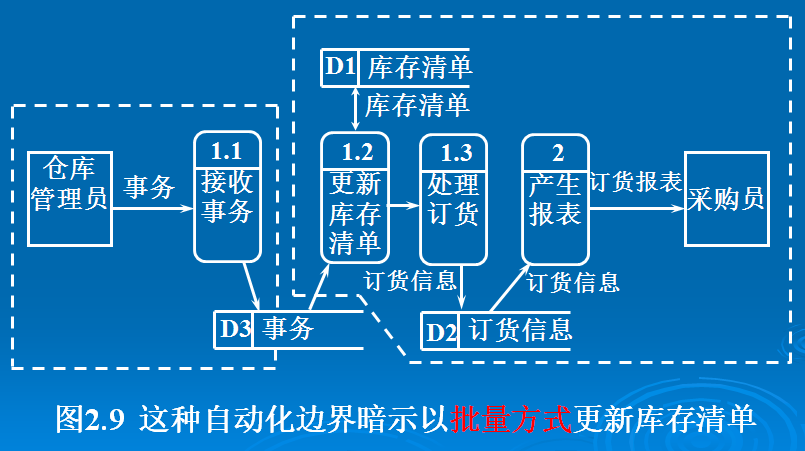 D1 库存清单
库存清单
1.1
1.2
1.3
2
仓库
管理员
事务
接收
事务
更新
库存
清单
处理
订货
产生
报表
订货报表
采购员
订货信息
订货信息
D3 事务
D2 订货信息
图2.9 这种自动化边界暗示以批量方式更新库存清单